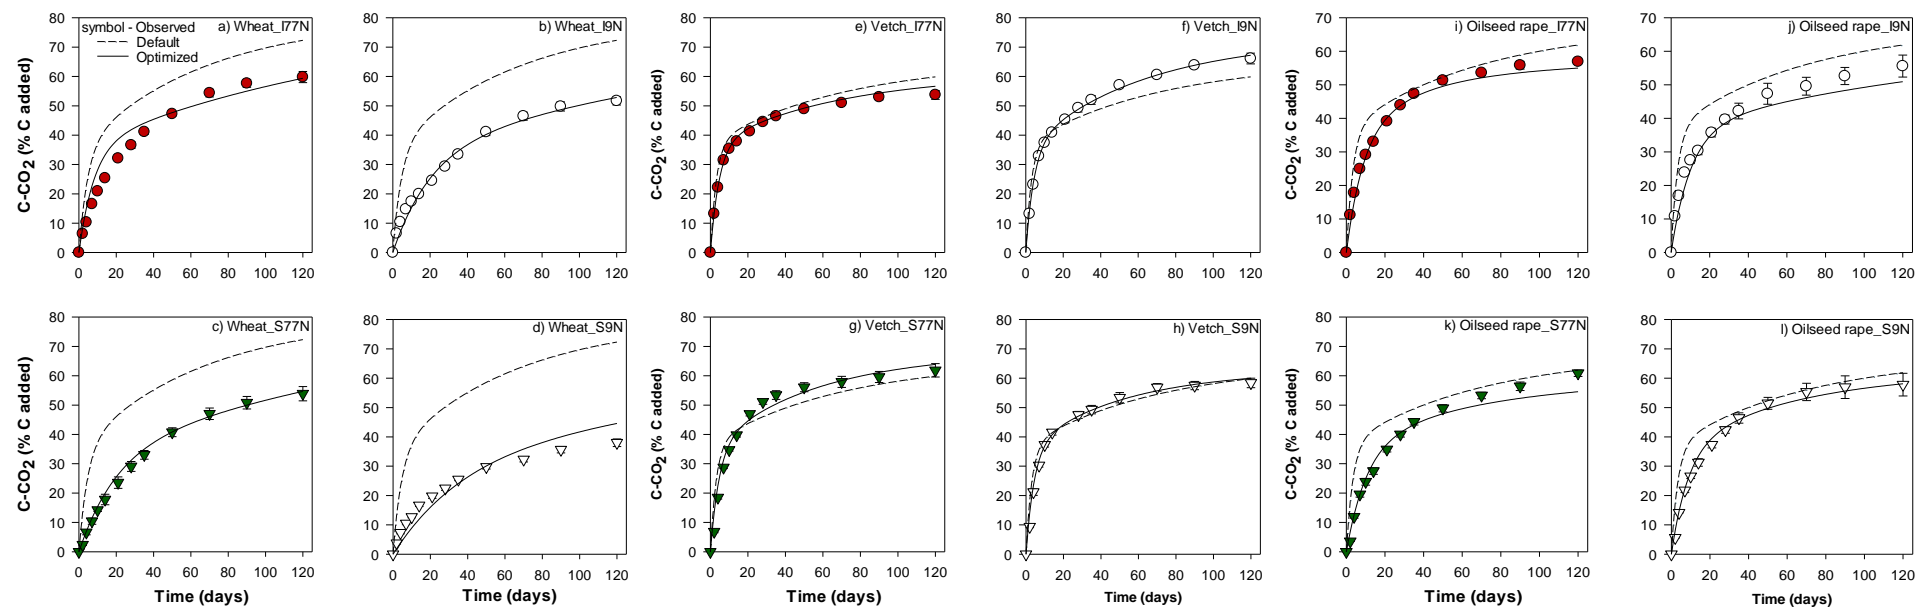 symbol - Observed
Default
Optimized
a) Wheat_I77N
C-CO2 (% C added)
80
70
60
50
40
30
20
10
0
0 20 40 60 80 100 120
b) Wheat_I9N
80
70
60
50
40
30
20
10
0
0 20 40 60 80 100 120
e) Vetch_I77N
C-CO2 (% C added)
80
70
60
50
40
30
20
10
0
0 20 40 60 80 100 120
f) Vetch_I9N
80
70
60
50
40
30
20
10
0
0 20 40 60 80 100 120
i) Oilseed rape_I77N
C-CO2 (% C added)
70
60
50
40
30
20
10
0
0 20 40 60 80 100 120
j) Oilseed rape_I9N
70
60
50
40
30
20
10
0
0 20 40 60 80 100 120
c) Wheat_S77N
C-CO2 (% C added)
80
70
60
50
40
30
20
10
0
0 20 40 60 80 100 120
Time (days)
d) Wheat_S9N
80
70
60
50
40
30
20
10
0
0 20 40 60 80 100 120
Time (days)
g) Vetch_S77N
C-CO2 (% C added)
80
70
60
50
40
30
20
10
0
0 20 40 60 80 100 120
Time (days)
h) Vetch_S9N
80
70
60
50
40
30
20
10
0
0 20 40 60 80 100 120
Time (days)
k) Oilseed rape_S77N
C-CO2 (% C added)
80
70
60
50
40
30
20
10
0
0 20 40 60 80 100 120
Time (days)
l) Oilseed rape_S9N
80
70
60
50
40
30
20
10
0
0 20 40 60 80 100 120
Time (days)